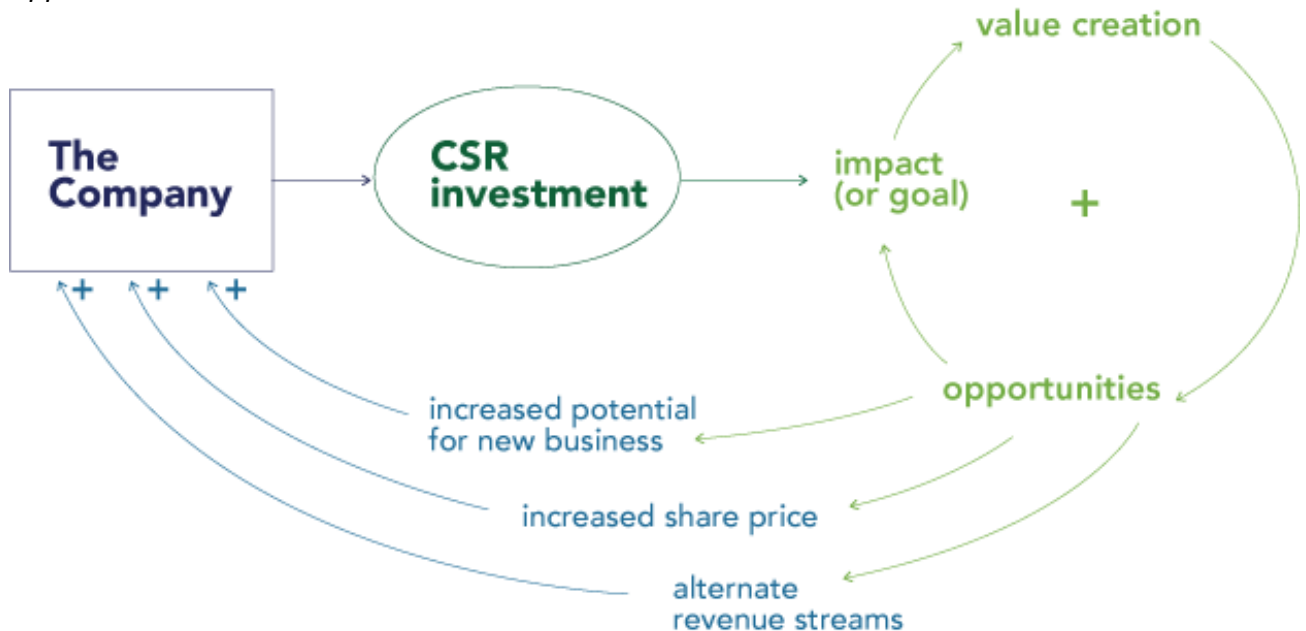 value creation
The
Company
CSR
investment
impact
(or goal)
+
+ + +
opportunities
increased potential
for new business
increased share price
alternate
revenue streams